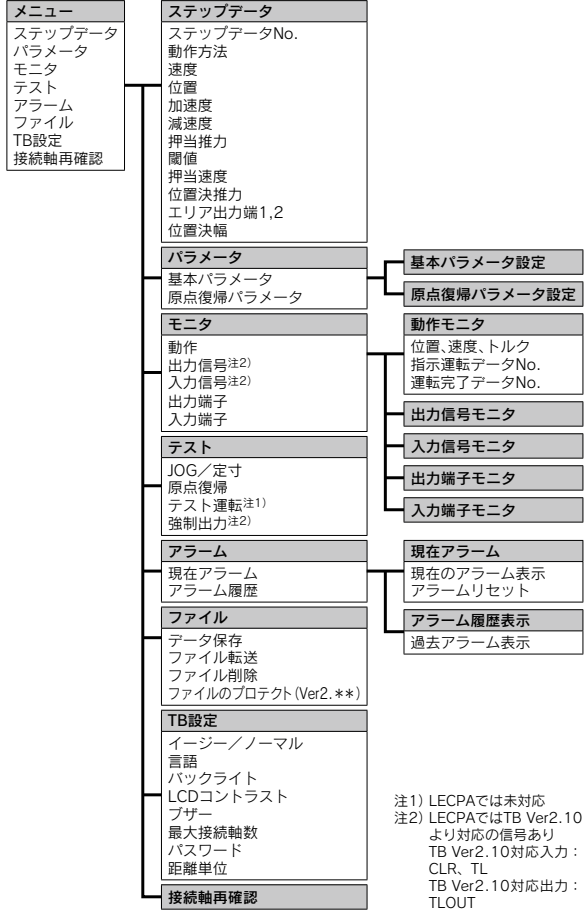 メニュー
ステップデータ
パラメータ
モニタ
テスト
アラーム
ファイル
TB設定
接続軸再確認
ステップデータ
ステップデータNo.
動作方法
速度
位置
加速度
減速度
押当推力
閾値
押当速度
位置決推力
エリア出力端1,2
位置決幅
パラメータ
基本パラメータ
原点復帰パラメータ
基本パラメータ設定
原点復帰パラメータ設定
モニタ
動作
出力信号注2)
入力信号注2)
出力端子
入力端子
動作モニタ
位置、速度、トルク
指示運転データNo.
運転完了データNo.
出力信号モニタ
入力信号モニタ
出力端子モニタ
入力端子モニタ
テスト
JOG／定寸
原点復帰
テスト運転注1)
強制出力注2)
アラーム
現在アラーム
アラーム履歴
現在アラーム
現在のアラーム表示
アラームリセット
アラーム履歴表示
過去アラーム表示
ファイル
データ保存
ファイル転送
ファイル削除
ファイルのプロテクト(Ver2.＊＊)
TB設定
イージー／ノーマル
言語
バックライト
LCDコントラスト
ブザー
最大接続軸数
パスワード
距離単位
接続軸再確認
注1) LECPAでは未対応
注2) LECPAではTB Ver2.10
より対応の信号あり
TB Ver2.10対応入力：
CLR、TL
TB Ver2.10対応出力：
TLOUT